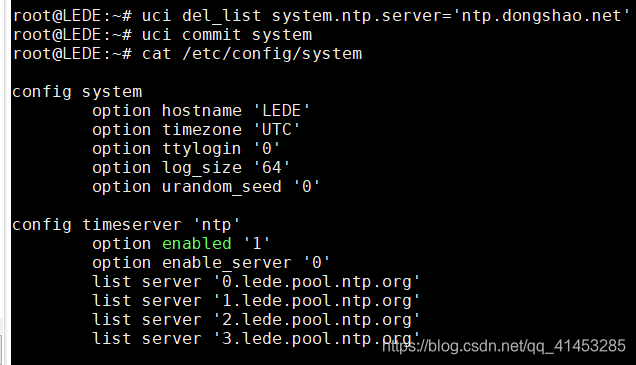 root@LEDE:~# uci del_list system.ntp.server='ntp.dongshao.net'
root@LEDE:~# uci commit system
root@LEDE:~# cat /etc/config/system
config system
option hostname 'LEDE'
option timezone 'UTC'
option ttylogin '0'
option log_size '64'
option urandom_seed '0'
config timeserver 'ntp'
option enabled '1'
option enable_server '0'
list server '0.lede.pool.ntp.org'
list server '1.lede.pool.ntp.org'
list server '2.lede.pool.ntp.org'
list server '3.lede.pool.ntp.org'
https://blog.csdn.net/qq_41453285